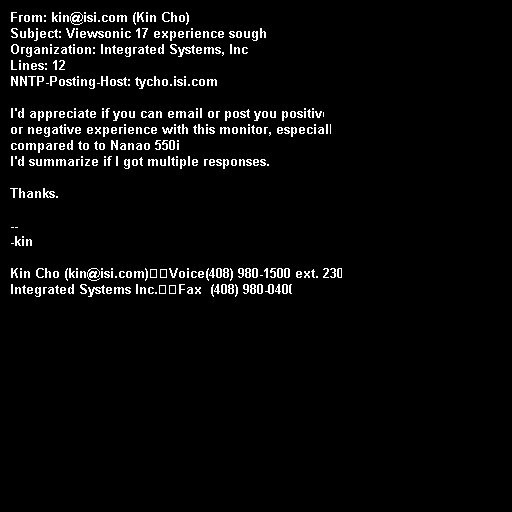 From: kin@isi.com (Kin Cho)
Subject: Viewsonic 17 experience sough
Organization: Integrated Systems, Inc
Lines: 12
NNTP-Posting-Host: tycho.isi.com
I'd appreciate if you can email or post you positiv
or negative experience with this monitor, especiall
compared to to Nanao 550i
I'd summarize if I got multiple responses.
Thanks.
--
-kin
Kin Cho (kin@isi.com)□□Voice(408) 980-1500 ext. 230
Integrated Systems Inc.□□Fax  (408) 980-040